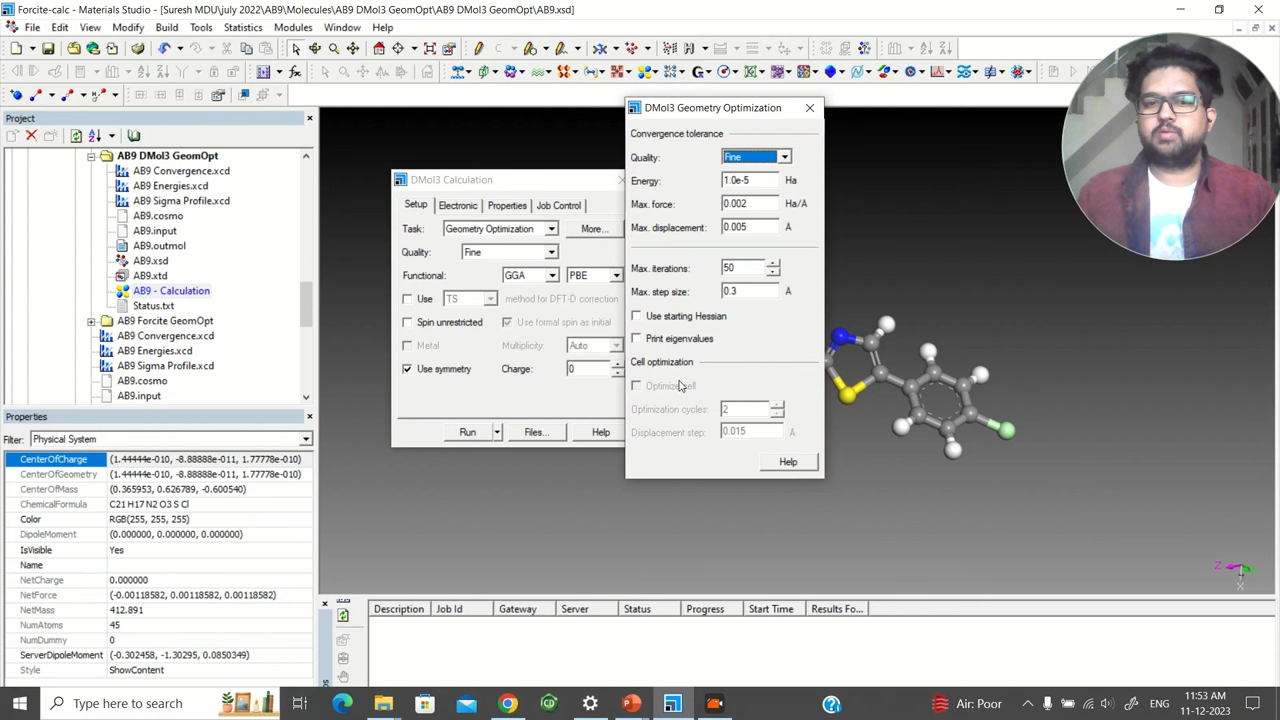 Forcite-calc - Materials Studio - [Suresh MDU\july 2022\AB9\Molecules\AB9 DMol3 GeomOpt\AB9.xsd]
File Edit View Modify Build Tools Statistics Modules Window Help
Project
AB9 DMol3 GeomOpt
AB9 Convergence.xcd
AB9 Energies.xcd
AB9 Sigma Profile.xcd
AB9.cosmo
AB9.input
AB9.outmol
AB9.xsd
AB9.xtd
AB9 - Calculation
Status.txt
AB9 Forcite GeomOpt
AB9 Convergence.xcd
AB9 Energies.xcd
AB9 Sigma Profile.xcd
AB9.cosmo
AB9.input
Properties
Filter: Physical System
CenterOfCharge (1.44444e-010, -8.88888e-011, 1.77778e-010)
CenterOfGeometry (1.44444e-010, -8.88888e-011, 1.77778e-010)
CenterOfMass (0.365953, 0.626789, -0.600540)
ChemicalFormula C21 H17 N2 O3 S Cl
Color RGB(255, 255, 255)
DipoleMoment (0.000000, 0.000000, 0.000000)
IsVisible Yes
Name
NetCharge 0.000000
NetForce (-0.00118582, 0.00118582, 0.00118582)
NetMass 412.891
NumAtoms 45
NumDummy 0
ServerDipoleMoment (-0.302458, -1.30295, 0.0850349)
Style ShowContent
DMol3 Calculation
Setup Electronic Properties Job Control
Task: Geometry Optimization More...
Quality: Fine
Functional: GGA PBE
Use TS method for DFT-D correction
Spin unrestricted Use formal spin as initial
Metal Multiplicity: Auto
Use symmetry Charge: 0
Run Files... Help
DMol3 Geometry Optimization
Convergence tolerance
Quality: Fine
Energy: 1.0e-5 Ha
Max. force: 0.002 Ha/A
Max. displacement: 0.005 A
Max. iterations: 50
Max. step size: 0.3 A
Use starting Hessian
Print eigenvalues
Cell optimization
Optimize cell
Optimization cycles: 2
Displacement step: 0.015 A
Help
Z
X
Description Job Id Gateway Server Status Progress Start Time Results Fo...
Type here to search
Air: Poor
ENG
11:53 AM
11-12-2023